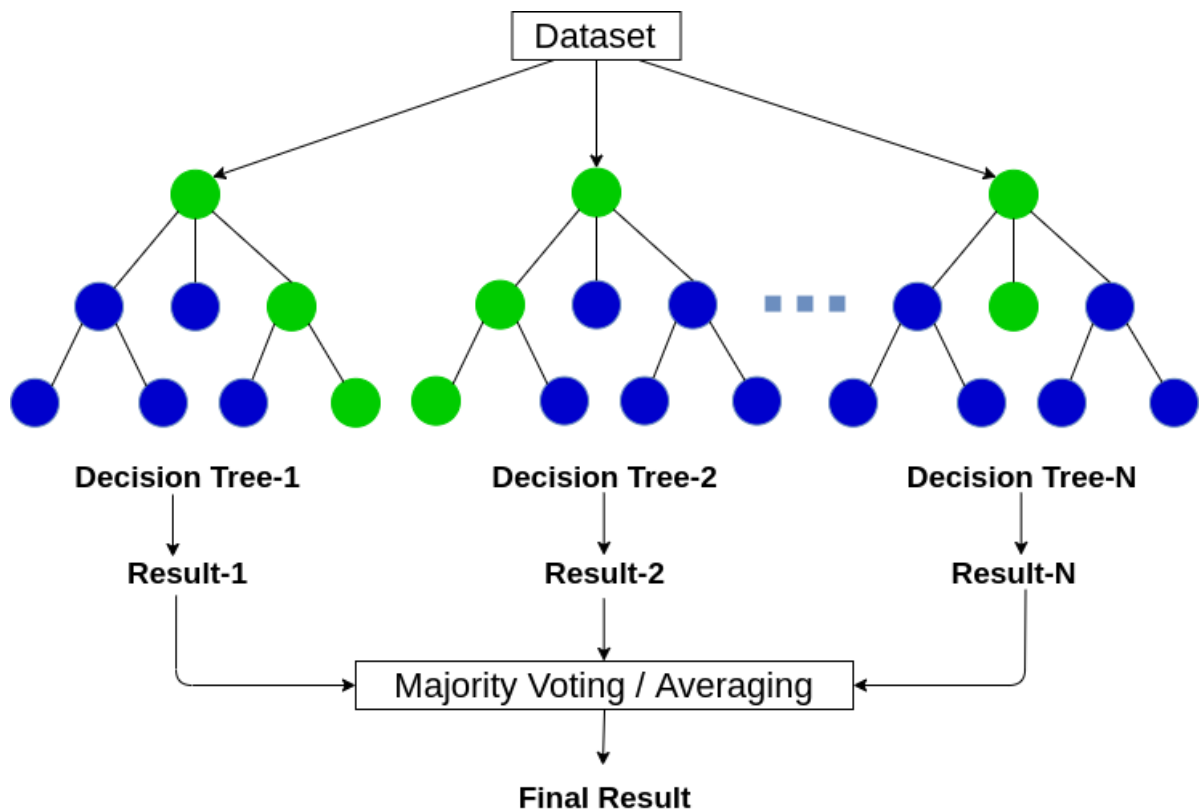 Dataset
Decision Tree-1
Decision Tree-2
Decision Tree-N
Result-1
Result-2
Result-N
Majority Voting / Averaging
Final Result